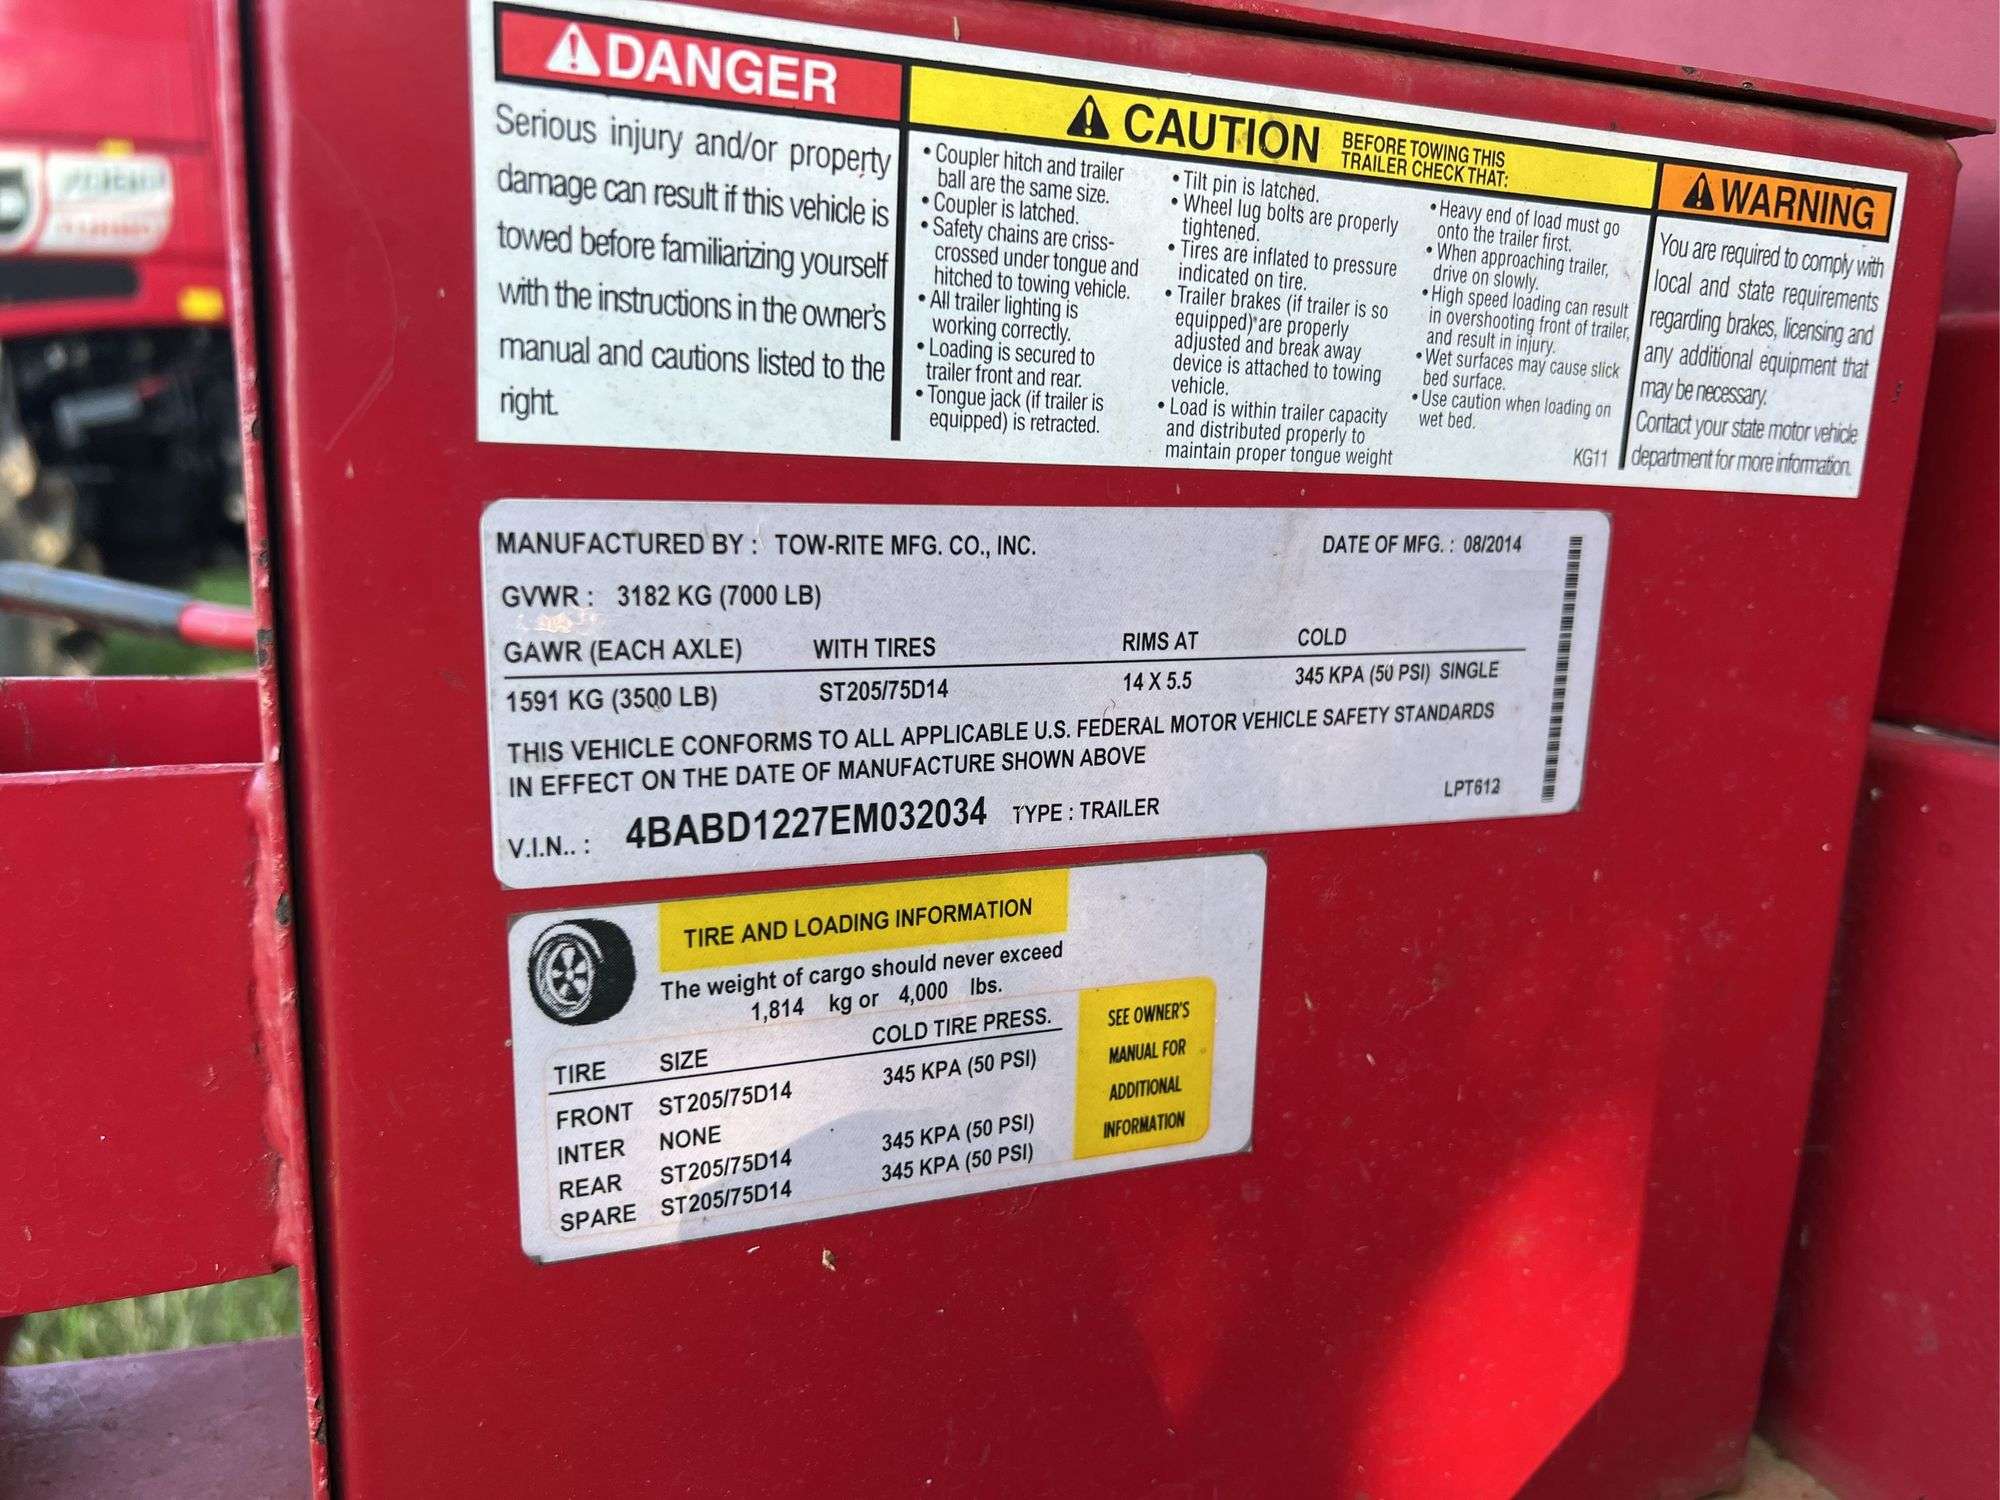 DANGER
Serious injury and/or property
damage can result if this vehicle is
towed before familiarizing yourself
with the instructions in the owner's
manual and cautions listed to the
right.
CAUTION BEFORE TOWING THIS
TRAILER CHECK THAT:
• Coupler hitch and trailer
ball are the same size.
• Coupler is latched.
• Safety chains are criss-
crossed under tongue and
hitched to towing vehicle.
• All trailer lighting is
working correctly.
• Loading is secured to
trailer front and rear.
• Tongue jack (if trailer is
equipped) is retracted.
• Tilt pin is latched.
• Wheel lug bolts are properly
tightened.
• Tires are inflated to pressure
indicated on tire.
• Trailer brakes (if trailer is so
equipped) are properly
adjusted and break away
device is attached to towing
vehicle.
• Load is within trailer capacity
and distributed properly to
maintain proper tongue weight
• Heavy end of load must go
onto the trailer first.
• When approaching trailer,
drive on slowly.
• High speed loading can result
in overshooting front of trailer,
and result in injury.
• Wet surfaces may cause slick
bed surface.
• Use caution when loading on
wet bed.
KG11
WARNING
You are required to comply with
local and state requirements
regarding brakes, licensing and
any additional equipment that
may be necessary.
Contact your state motor vehicle
department for more information.
MANUFACTURED BY : TOW-RITE MFG. CO., INC. DATE OF MFG. : 08/2014
GVWR : 3182 KG (7000 LB)
GAWR (EACH AXLE) WITH TIRES RIMS AT COLD
1591 KG (3500 LB) ST205/75D14 14 X 5.5 345 KPA (50 PSI) SINGLE
THIS VEHICLE CONFORMS TO ALL APPLICABLE U.S. FEDERAL MOTOR VEHICLE SAFETY STANDARDS
IN EFFECT ON THE DATE OF MANUFACTURE SHOWN ABOVE
V.I.N.. : 4BABD1227EM032034 TYPE : TRAILER LPT612
TIRE AND LOADING INFORMATION
The weight of cargo should never exceed
1,814 kg or 4,000 lbs.
TIRE SIZE COLD TIRE PRESS.
FRONT ST205/75D14 345 KPA (50 PSI)
INTER NONE
REAR ST205/75D14 345 KPA (50 PSI)
SPARE ST205/75D14 345 KPA (50 PSI)
SEE OWNER'S
MANUAL FOR
ADDITIONAL
INFORMATION